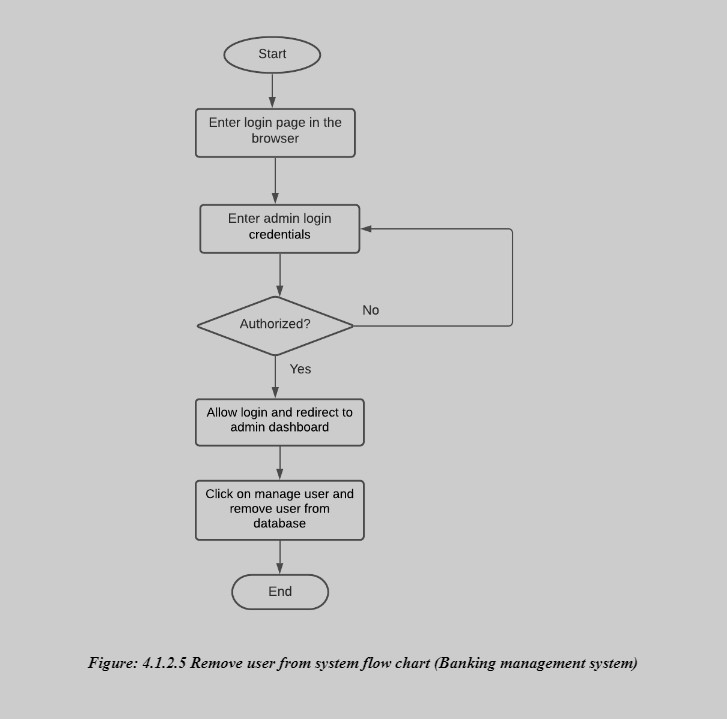 Start
Enter login page in the
browser
Enter admin login
credentials
Authorized?
No
Yes
Allow login and redirect to
admin dashboard
Click on manage user and
remove user from
database
End
Figure: 4.1.2.5 Remove user from system flow chart (Banking management system)